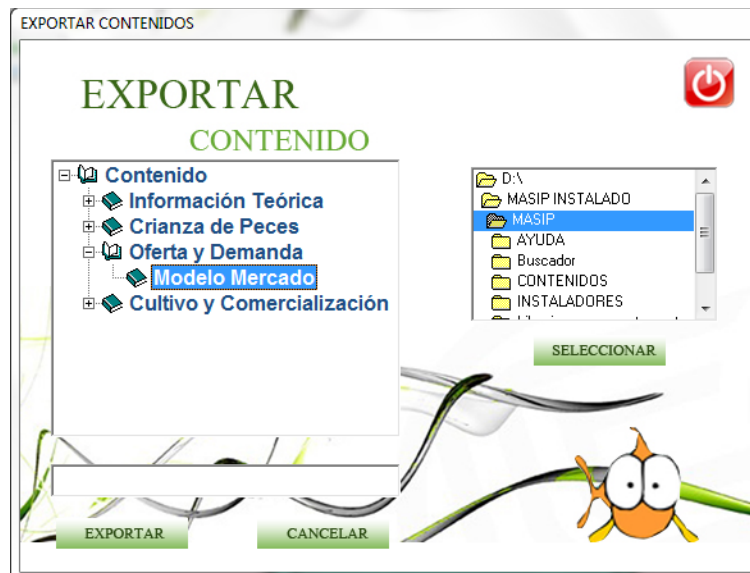 EXPORTAR CONTENIDOS
EXPORTAR
CONTENIDO
Contenido
Información Teórica
Crianza de Peces
Oferta y Demanda
Modelo Mercado
Cultivo y Comercialización
D:\
MASIP INSTALADO
MASIP
AYUDA
Buscador
CONTENIDOS
INSTALADORES
SELECCIONAR
EXPORTAR
CANCELAR